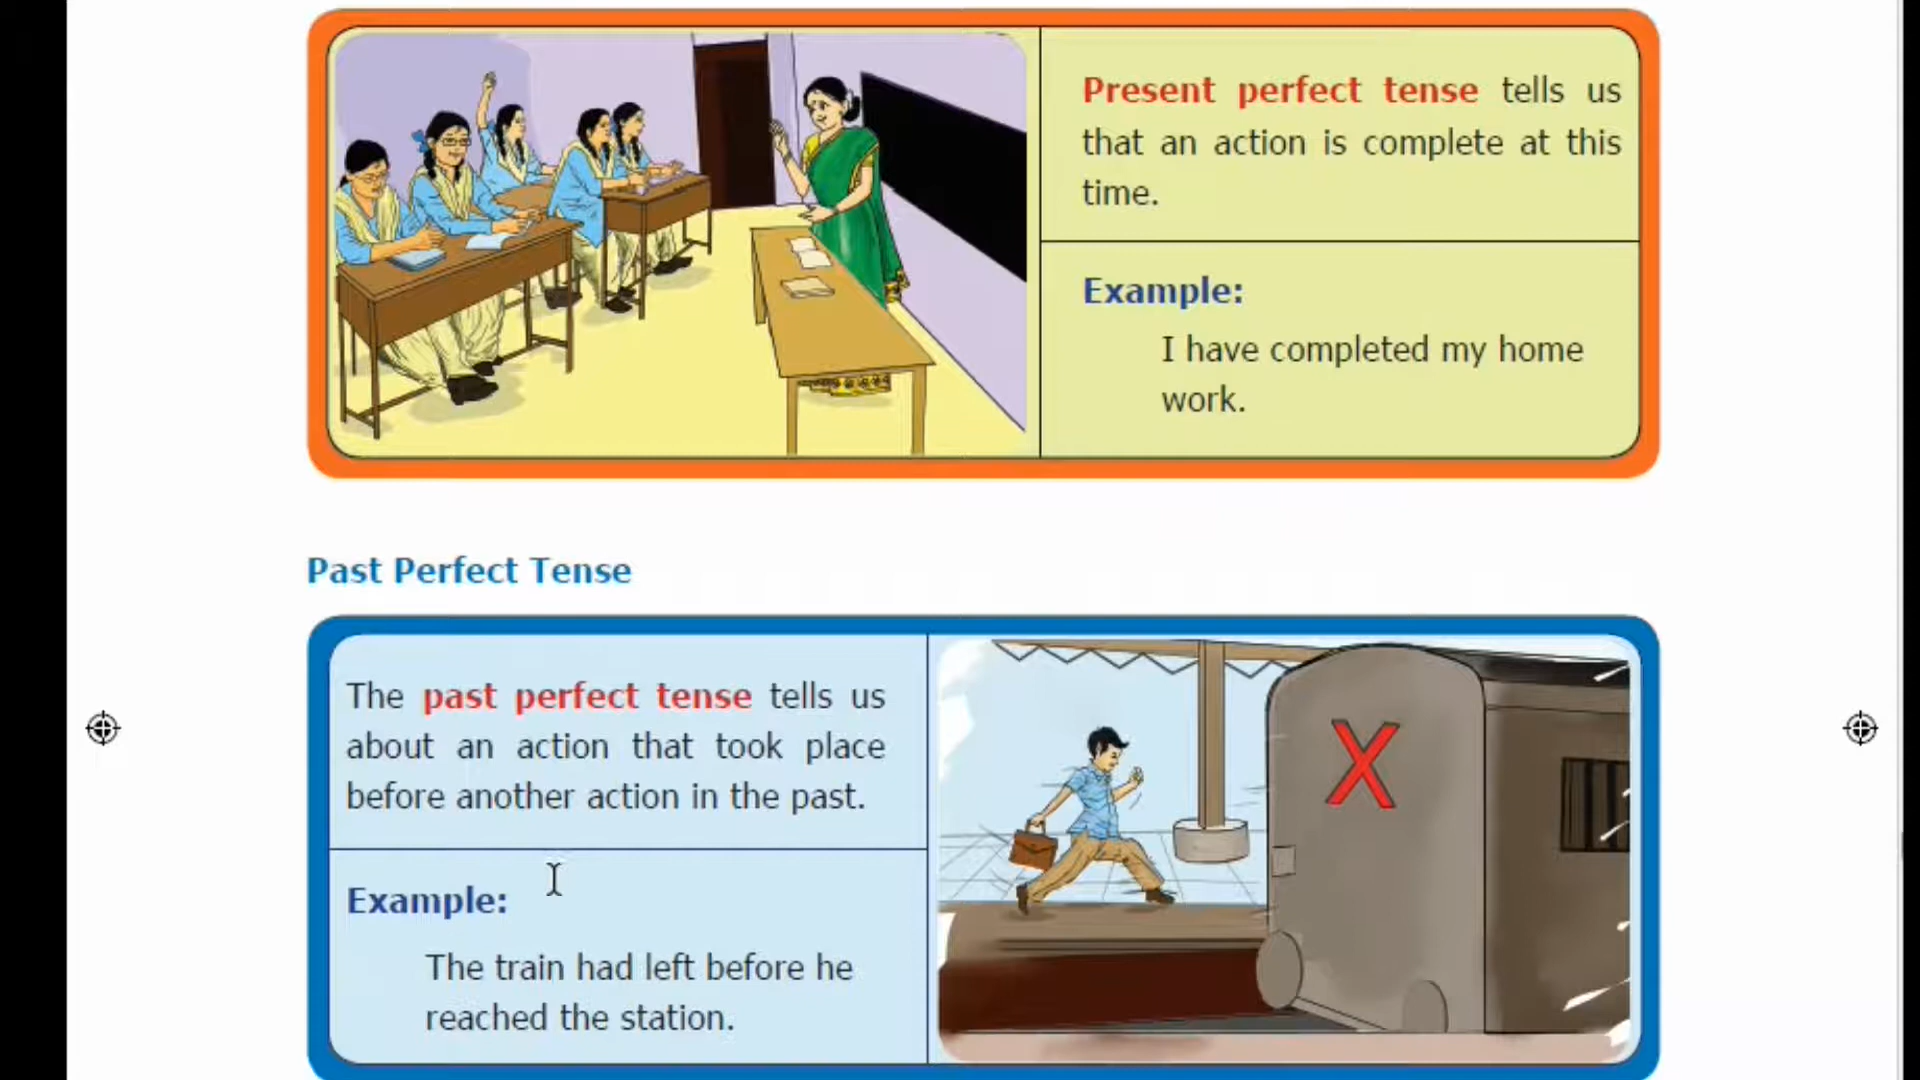 Present perfect tense tells us
that an action is complete at this
time.
Example:
I have completed my home
work.
Past Perfect Tense
The past perfect tense tells us
about an action that took place
before another action in the past.
Example:
The train had left before he
reached the station.
X